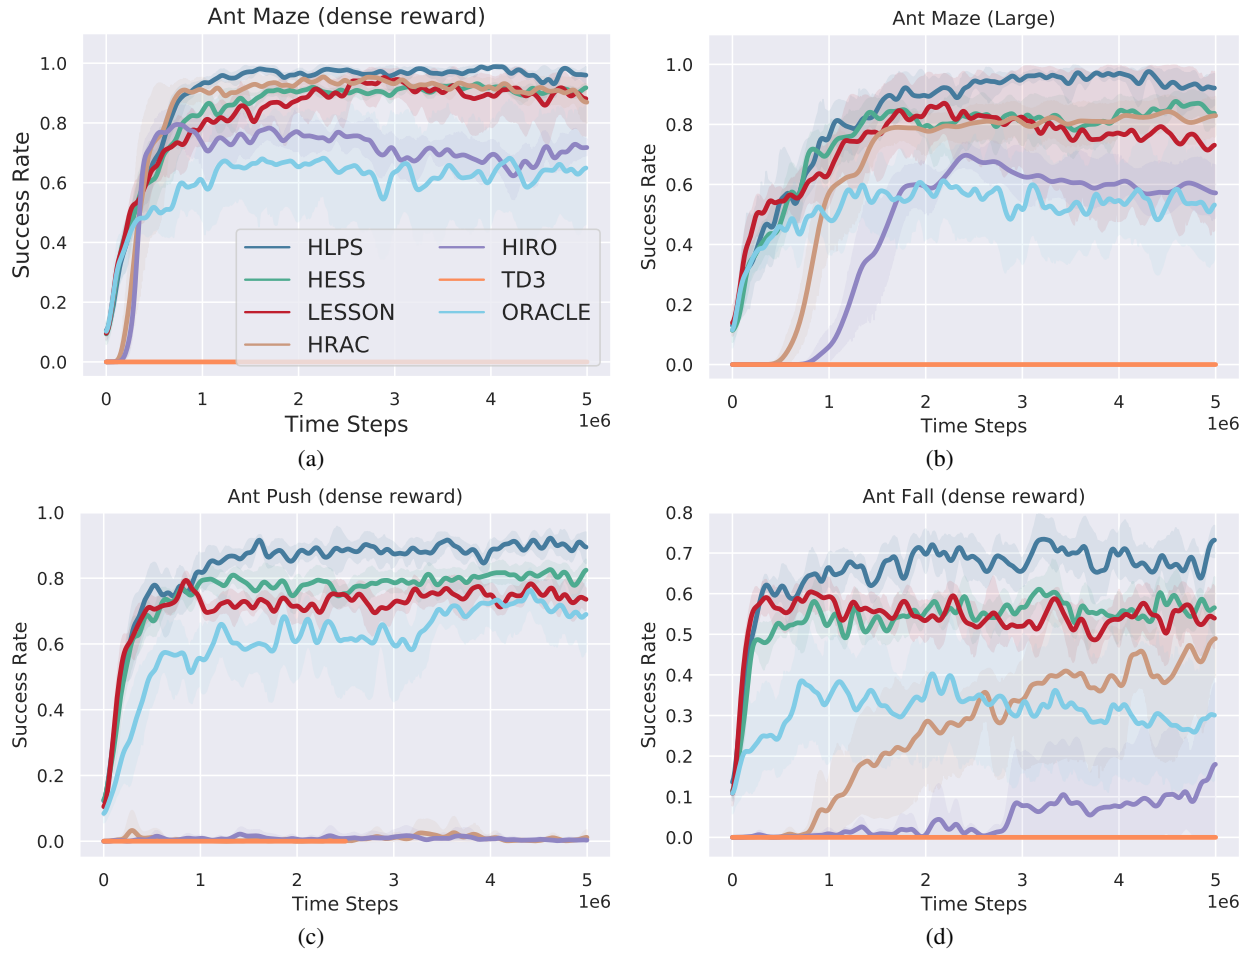 Ant Maze (dense reward)
Success Rate
1.0
0.8
0.6
0.4
0.2
0.0
HLPS
HESS
LESSON
HRAC
HIRO
TD3
ORACLE
0 1 2 3 4 5
1e6
Time Steps
(a)
Ant Maze (Large)
Success Rate
1.0
0.8
0.6
0.4
0.2
0.0
0 1 2 3 4 5
1e6
Time Steps
(b)
Ant Push (dense reward)
Success Rate
1.0
0.8
0.6
0.4
0.2
0.0
0 1 2 3 4 5
1e6
Time Steps
(c)
Ant Fall (dense reward)
Success Rate
0.8
0.7
0.6
0.5
0.4
0.3
0.2
0.1
0.0
0 1 2 3 4 5
1e6
Time Steps
(d)